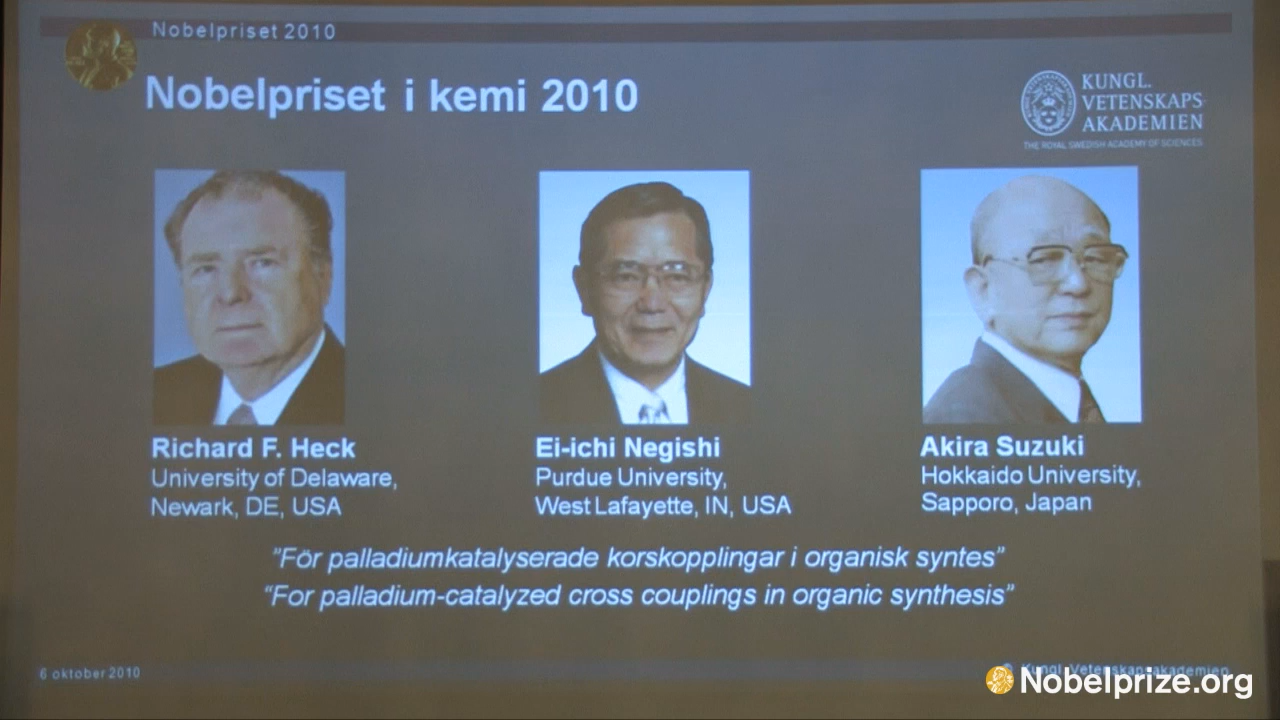 Nobelpriset 2010
Nobelpriset i kemi 2010
KUNGL.
VETENSKAPS
AKADEMIEN
THE ROYAL SWEDISH ACADEMY OF SCIENCES
Richard F. Heck
University of Delaware,
Newark, DE, USA
Ei-ichi Negishi
Purdue University,
West Lafayette, IN, USA
Akira Suzuki
Hokkaido University,
Sapporo, Japan
”För palladiumkatalyserade korskopplingar i organisk syntes”
“For palladium-catalyzed cross couplings in organic synthesis”
6 oktober 2010
© Kungl. Vetenskapsakademien
Nobelprize.org